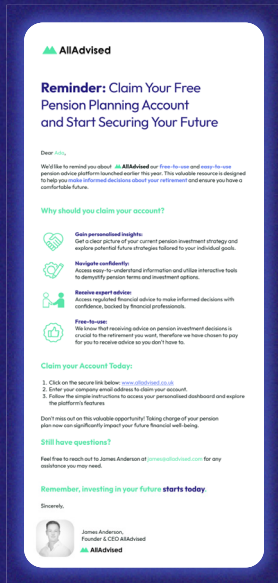 AllAdvised
Reminder: Claim Your Free
Pension Planning Account
and Start Securing Your Future
Dear
We'd like to remind you about AllAdvised our free-to-use and easy-to-use
pension advice platform launched earlier this year. This valuable resource is designed
to help you make informed decisions about your retirement and ensure you have a
comfortable future.
Why should you claim your account?
Gain personalised insights:
Get a clear picture of your current pension investment strategy and
explore potential future strategies tailored to your individual goals.
Navigate confidently:
Access easy-to-understand information and utilize interactive tools
to demystify pension terms and investment options.
Receive expert advice:
Access regulated financial advice to make informed decisions with
confidence, backed by financial professionals.
Free-to-use:
We know that receiving advice on pension investment decisions is
crucial to the retirement you want, therefore we have chosen to pay
for you to receive advice so you don't have to.
Claim your Account Today:
1. Click on the secure link below: www.alladvised.co.uk
2. Enter your company email address to claim your account.
3. Follow the simple instructions to access your personalised dashboard and explore
the platform's features
Don't miss out on this valuable opportunity! Taking charge of your pension
plan now can significantly impact your future financial well-being.
Still have questions?
Feel free to reach out to James Anderson at james@alladvised.com for any
assistance you may need.
Remember, investing in your future starts today.
Sincerely,
James Anderson,
Founder & CEO AllAdvised
AllAdvised